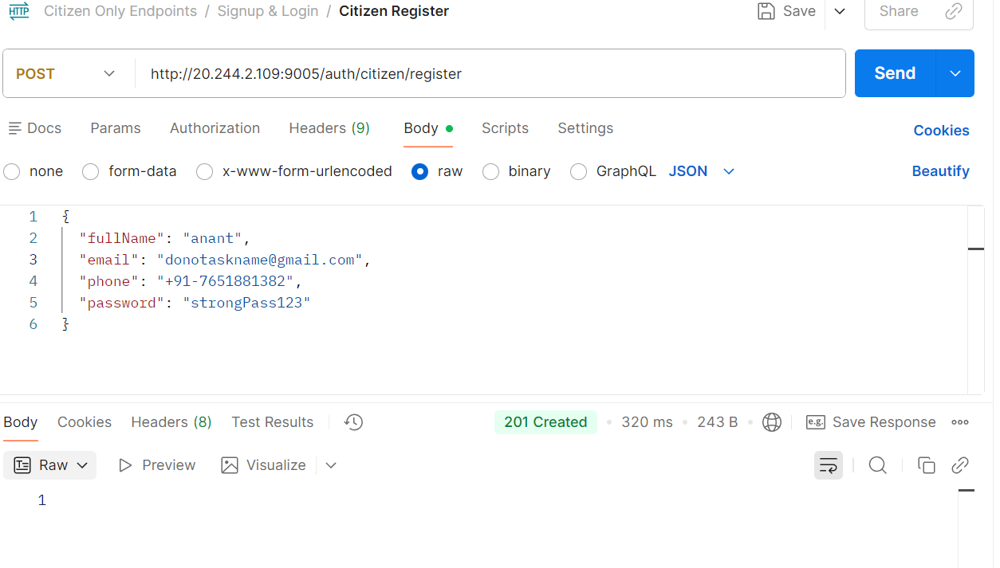 HTTP Citizen Only Endpoints / Signup & Login / Citizen Register Save Share
POST http://20.244.2.109:9005/auth/citizen/register Send
Docs Params Authorization Headers (9) Body Scripts Settings Cookies
none form-data x-www-form-urlencoded raw binary GraphQL JSON Beautify
1 {
2 "fullName": "anant",
3 "email": "donotaskname@gmail.com",
4 "phone": "+91-7651881382",
5 "password": "strongPass123"
6 }
Body Cookies Headers (8) Test Results 201 Created 320 ms 243 B e.g. Save Response
Raw Preview Visualize
1